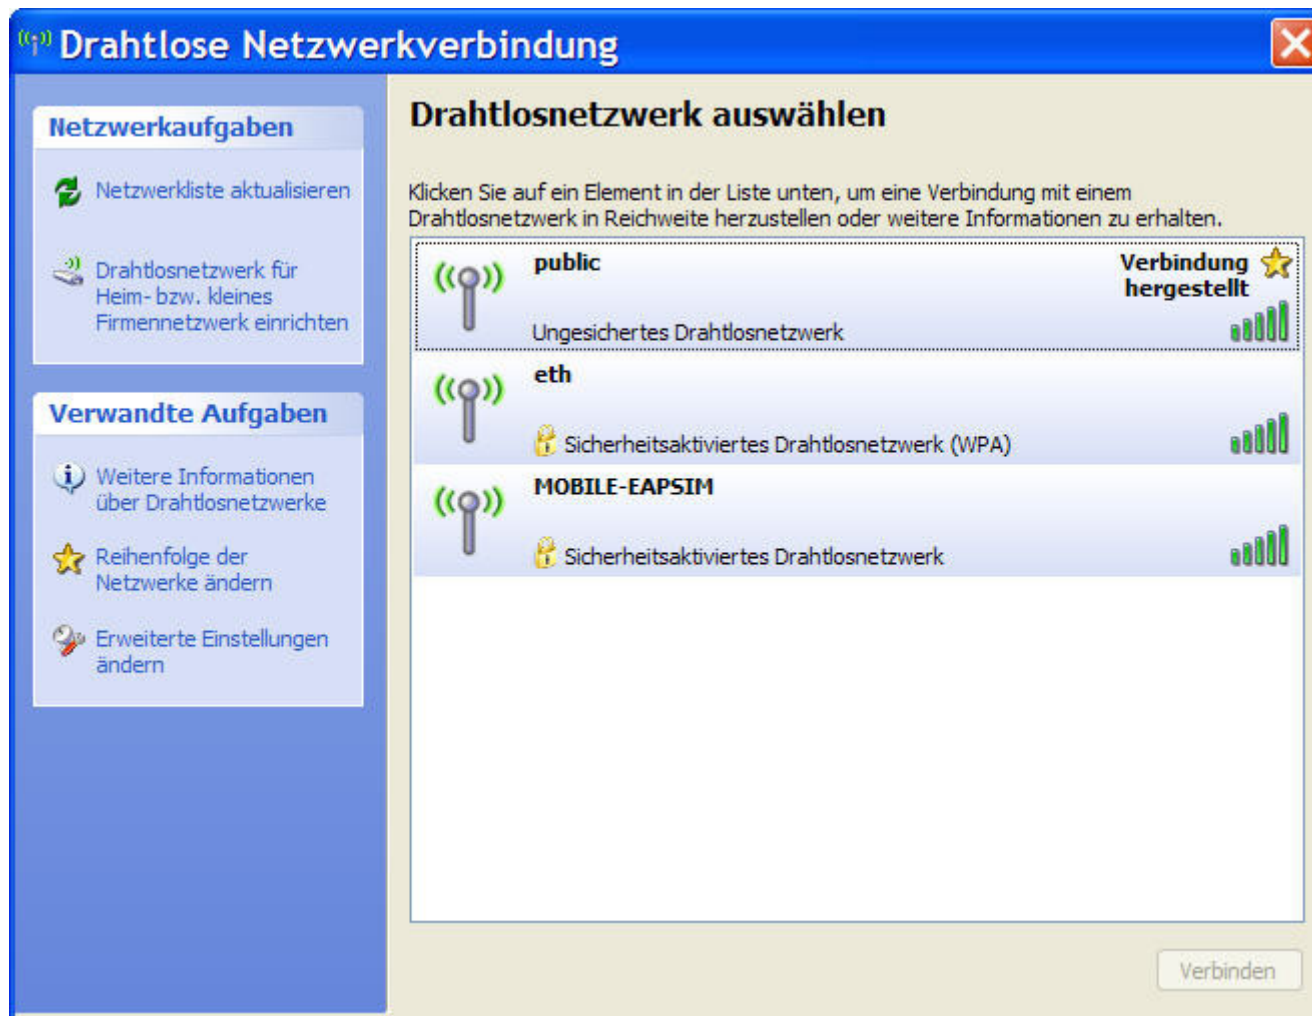 Drahtlose Netzwerkverbindung
Netzwerkaufgaben
Netzwerkliste aktualisieren
Drahtlosnetzwerk für
Heim- bzw. kleines
Firmennetzwerk einrichten
Verwandte Aufgaben
Weitere Informationen
über Drahtlosnetzwerke
Reihenfolge der
Netzwerke ändern
Erweiterte Einstellungen
ändern
Drahtlosnetzwerk auswählen
Klicken Sie auf ein Element in der Liste unten, um eine Verbindung mit einem
Drahtlosnetzwerk in Reichweite herzustellen oder weitere Informationen zu erhalten.
public
Verbindung
hergestellt
Ungesichertes Drahtlosnetzwerk
eth
Sicherheitsaktiviertes Drahtlosnetzwerk (WPA)
MOBILE-EAPSIM
Sicherheitsaktiviertes Drahtlosnetzwerk
Verbinden